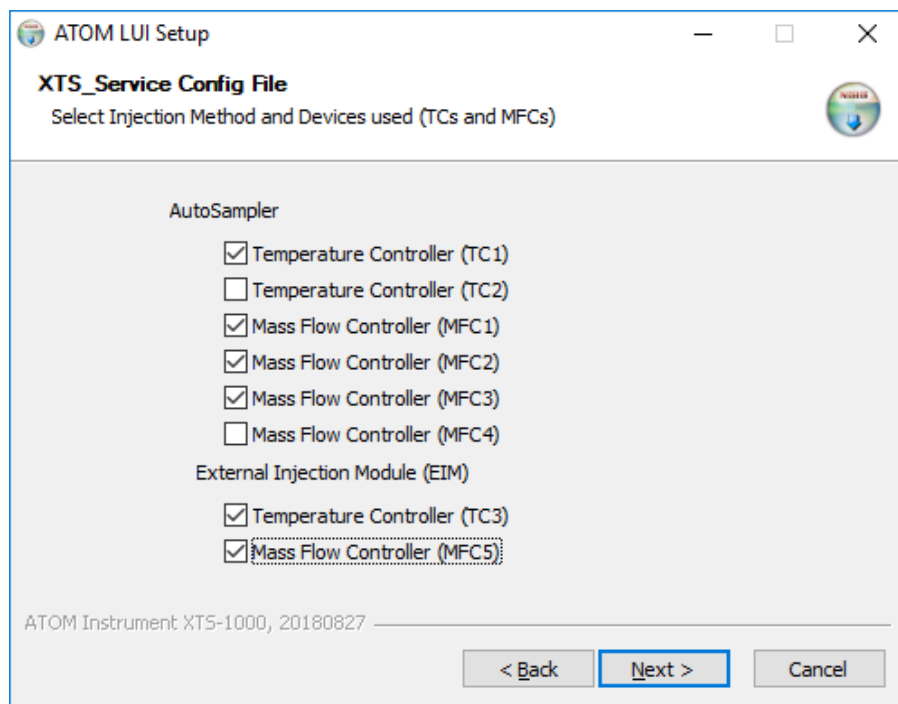 ATOM LUI Setup
XTS_Service Config File
Select Injection Method and Devices used (TCs and MFCs)
AutoSampler
Temperature Controller (TC1)
Temperature Controller (TC2)
Mass Flow Controller (MFC1)
Mass Flow Controller (MFC2)
Mass Flow Controller (MFC3)
Mass Flow Controller (MFC4)
External Injection Module (EIM)
Temperature Controller (TC3)
Mass Flow Controller (MFC5)
ATOM Instrument XTS-1000, 20180827
< Back
Next >
Cancel